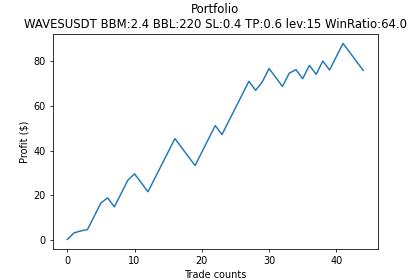 Portfolio
WAVESUSDT BBM:2.4 BBL:220 SL:0.4 TP:0.6 lev:15 WinRatio:64.0
80
60
40
20
0
Profit ($)
0 10 20 30 40
Trade counts